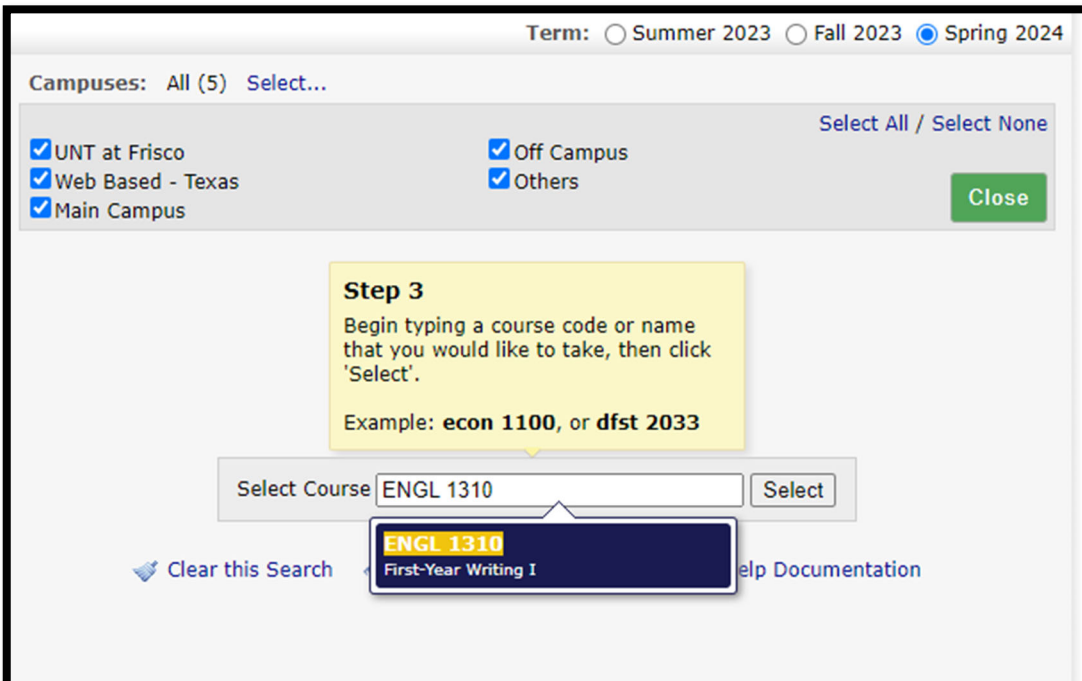 Term: Summer 2023 Fall 2023 Spring 2024
Campuses: All (5) Select...
Select All / Select None
UNT at Frisco
Off Campus
Web Based - Texas
Others
Main Campus
Close
Step 3
Begin typing a course code or name
that you would like to take, then click
'Select'.
Example: econ 1100, or dfst 2033
Select Course ENGL 1310 Select
ENGL 1310
First-Year Writing I
Clear this Search
Documentation